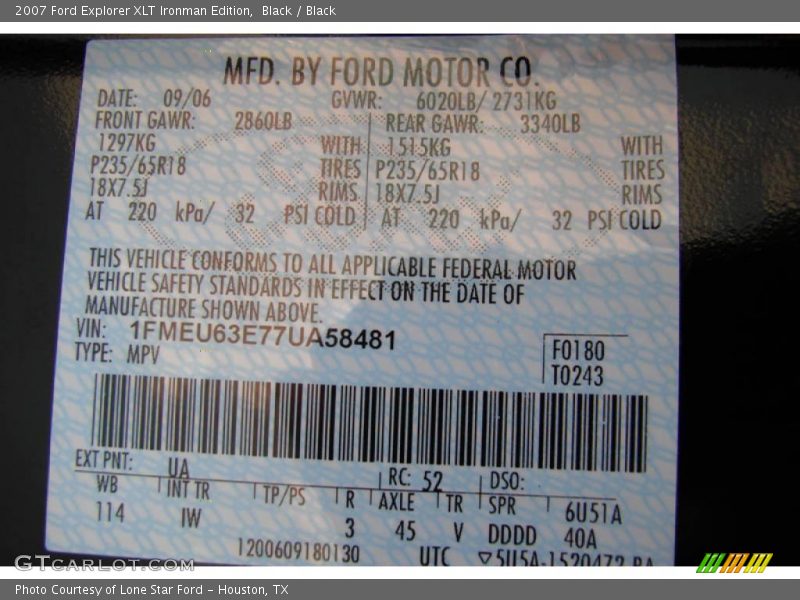 2007 Ford Explorer XLT Ironman Edition, Black / Black
MFD. BY FORD MOTOR CO.
DATE: 09/06 GVWR: 6020LB/ 2731KG
FRONT GAWR: 2860LB REAR GAWR: 3340LB
1297KG WITH 1515KG WITH
P235/65R18 TIRES P235/65R18 TIRES
18X7.5J RIMS 18X7.5J RIMS
AT 220 kPa/ 32 PSI COLD AT 220 kPa/ 32 PSI COLD
THIS VEHICLE CONFORMS TO ALL APPLICABLE FEDERAL MOTOR
VEHICLE SAFETY STANDARDS IN EFFECT ON THE DATE OF
MANUFACTURE SHOWN ABOVE.
VIN: 1FMEU63E77UA58481
TYPE: MPV
F0180
T0243
EXT PNT: UA RC: 52 DSO:
WB INT TR TP/PS R AXLE TR SPR 6U51A
114 IW 3 45 V DDDD 40A
1200609180130 UTC ▽5U5A-1520472-BA
GTCarLot.com
Photo Courtesy of Lone Star Ford - Houston, TX